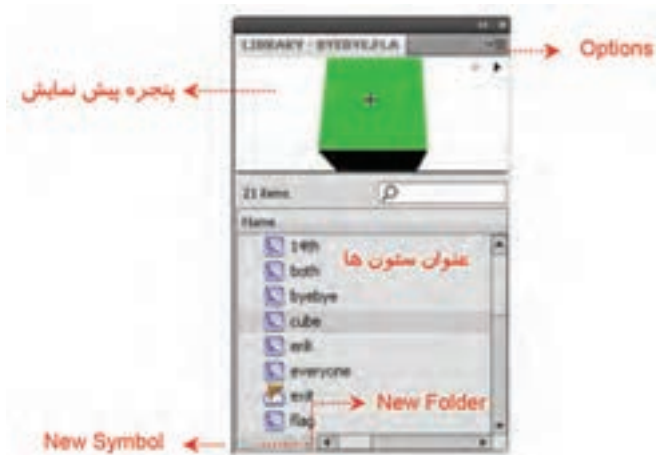 LIBRARY - BYEBYE.FLA
Options
پنجره پیش نمایش
21 items
Name
عنوان ستون ها
14th
both
byebye
cube
erik
everyone
exit
New Folder
flag
New Symbol